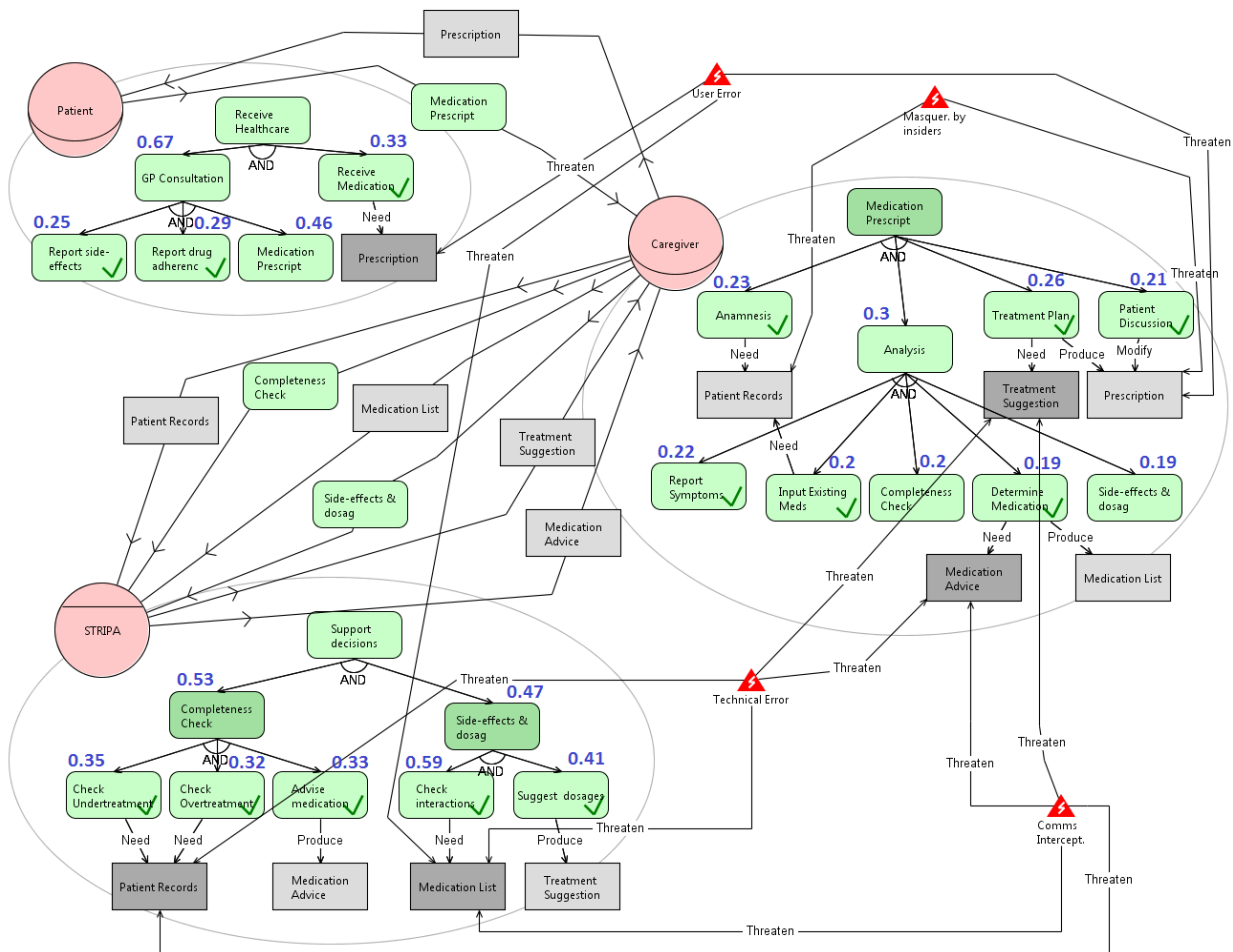 Prescription
Patient
Medication
Prescript
User Error
Masquer. by
insiders
Receive
Healthcare
0.67
0.33
AND
Threaten
Threaten
GP Consultation
Receive
Medication
Medication
Prescript
0.25
AND
0.29
0.46
Need
Report side-
effects
Report drug
adherenc
Medication
Prescript
Prescription
Caregiver
Threaten
Threaten
Threaten
AND
0.23
0.3
0.26
0.21
Anamnesis
Analysis
Treatment Plan
Patient
Discussion
Need
Need
Produce
Modify
Patient Records
AND
Treatment
Suggestion
Prescription
Completeness
Check
Patient Records
Medication List
Treatment
Suggestion
Need
0.22
0.2
0.2
0.19
0.19
Report
Symptoms
Input Existing
Meds
Completeness
Check
Determine
Medication
Side-effects &
dosag
Side-effects &
dosag
Medication
Advice
Need
Produce
Threaten
Medication
Advice
Medication List
STRIPA
Support
decisions
AND
Threaten
Threaten
0.53
0.47
Technical Error
Completeness
Check
Side-effects &
dosag
Threaten
Threaten
AND
AND
0.35
0.32
0.33
0.59
0.41
Check
Undertreatment
Check
Overtreatment
Advise
medication
Check
interactions
Suggest dosages
Threaten
Comms
Intercept.
Need
Need
Produce
Need
Produce
Patient Records
Medication
Advice
Medication List
Treatment
Suggestion
Threaten
Threaten